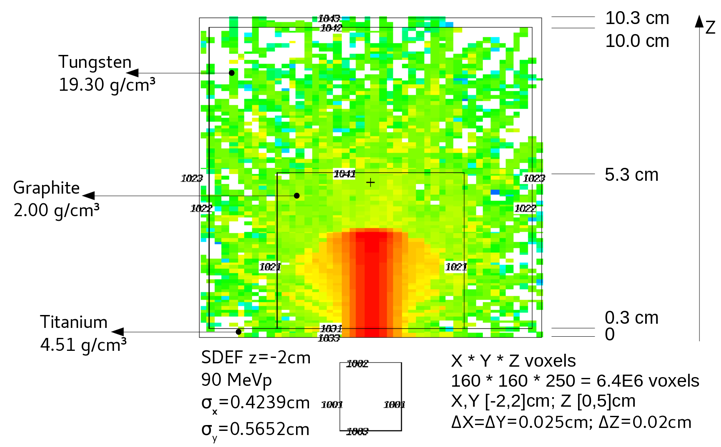 1043
1042
10.3 cm
10.0 cm
Z
Tungsten
19.30 g/cm³
1041
5.3 cm
1023
1023
Graphite
2.00 g/cm³
1022
1022
1021
1021
Titanium
4.51 g/cm³
1031
1033
0.3 cm
0
SDEF z=-2cm
90 MeVp
σx=0.4239cm
σy=0.5652cm
1002
1001
1001
1003
X * Y * Z voxels
160 * 160 * 250 = 6.4E6 voxels
X,Y [-2,2]cm; Z [0,5]cm
ΔX=ΔY=0.025cm; ΔZ=0.02cm